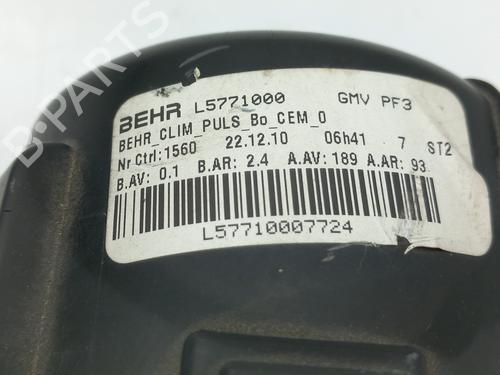 B-PARTS
BEHR L5771000 GMV PF3
BEHR_CLIM_PULS_Bo_CEM_0
Nr Ctrl:1560 22.12.10 06h41 7 ST2
B.AV: 0.1 B.AR: 2.4 A.AV: 189 A.AR: 93
L57710007724